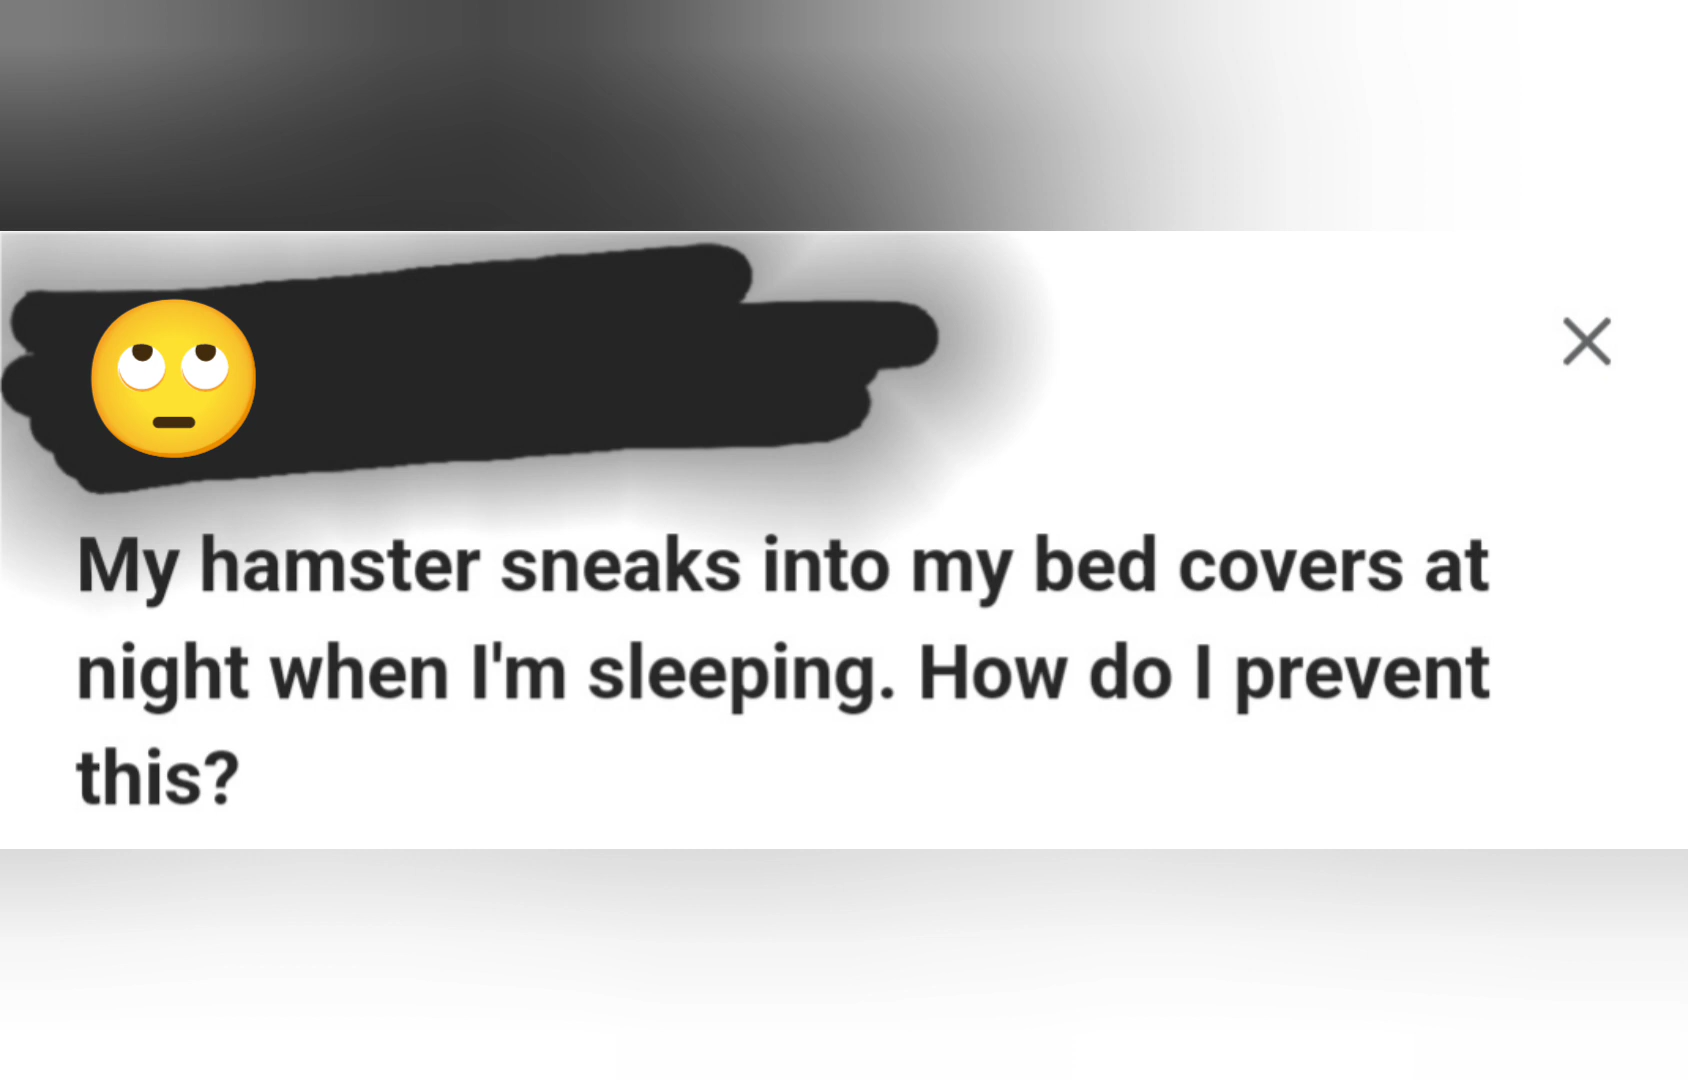 My hamster sneaks into my bed covers at
night when I'm sleeping. How do I prevent
this?